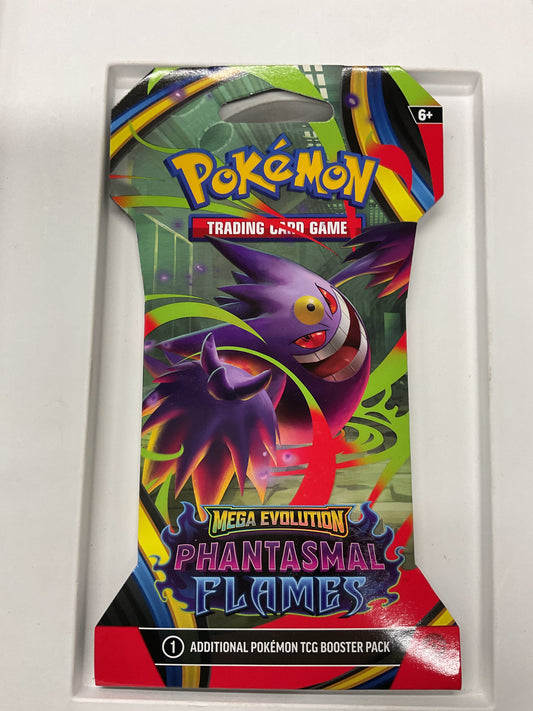 6+
POKéMON
TRADING CARD GAME
MEGA EVOLUTION
PHANTASMAL
FLAMES
1 ADDITIONAL POKÉMON TCG BOOSTER PACK